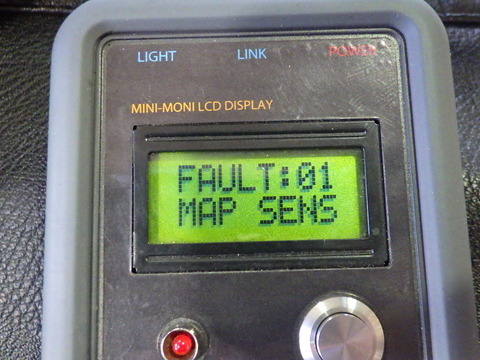 LIGHT LINK POWER
MINI-MONI LCD DISPLAY
FAULT:01
MAP SENS